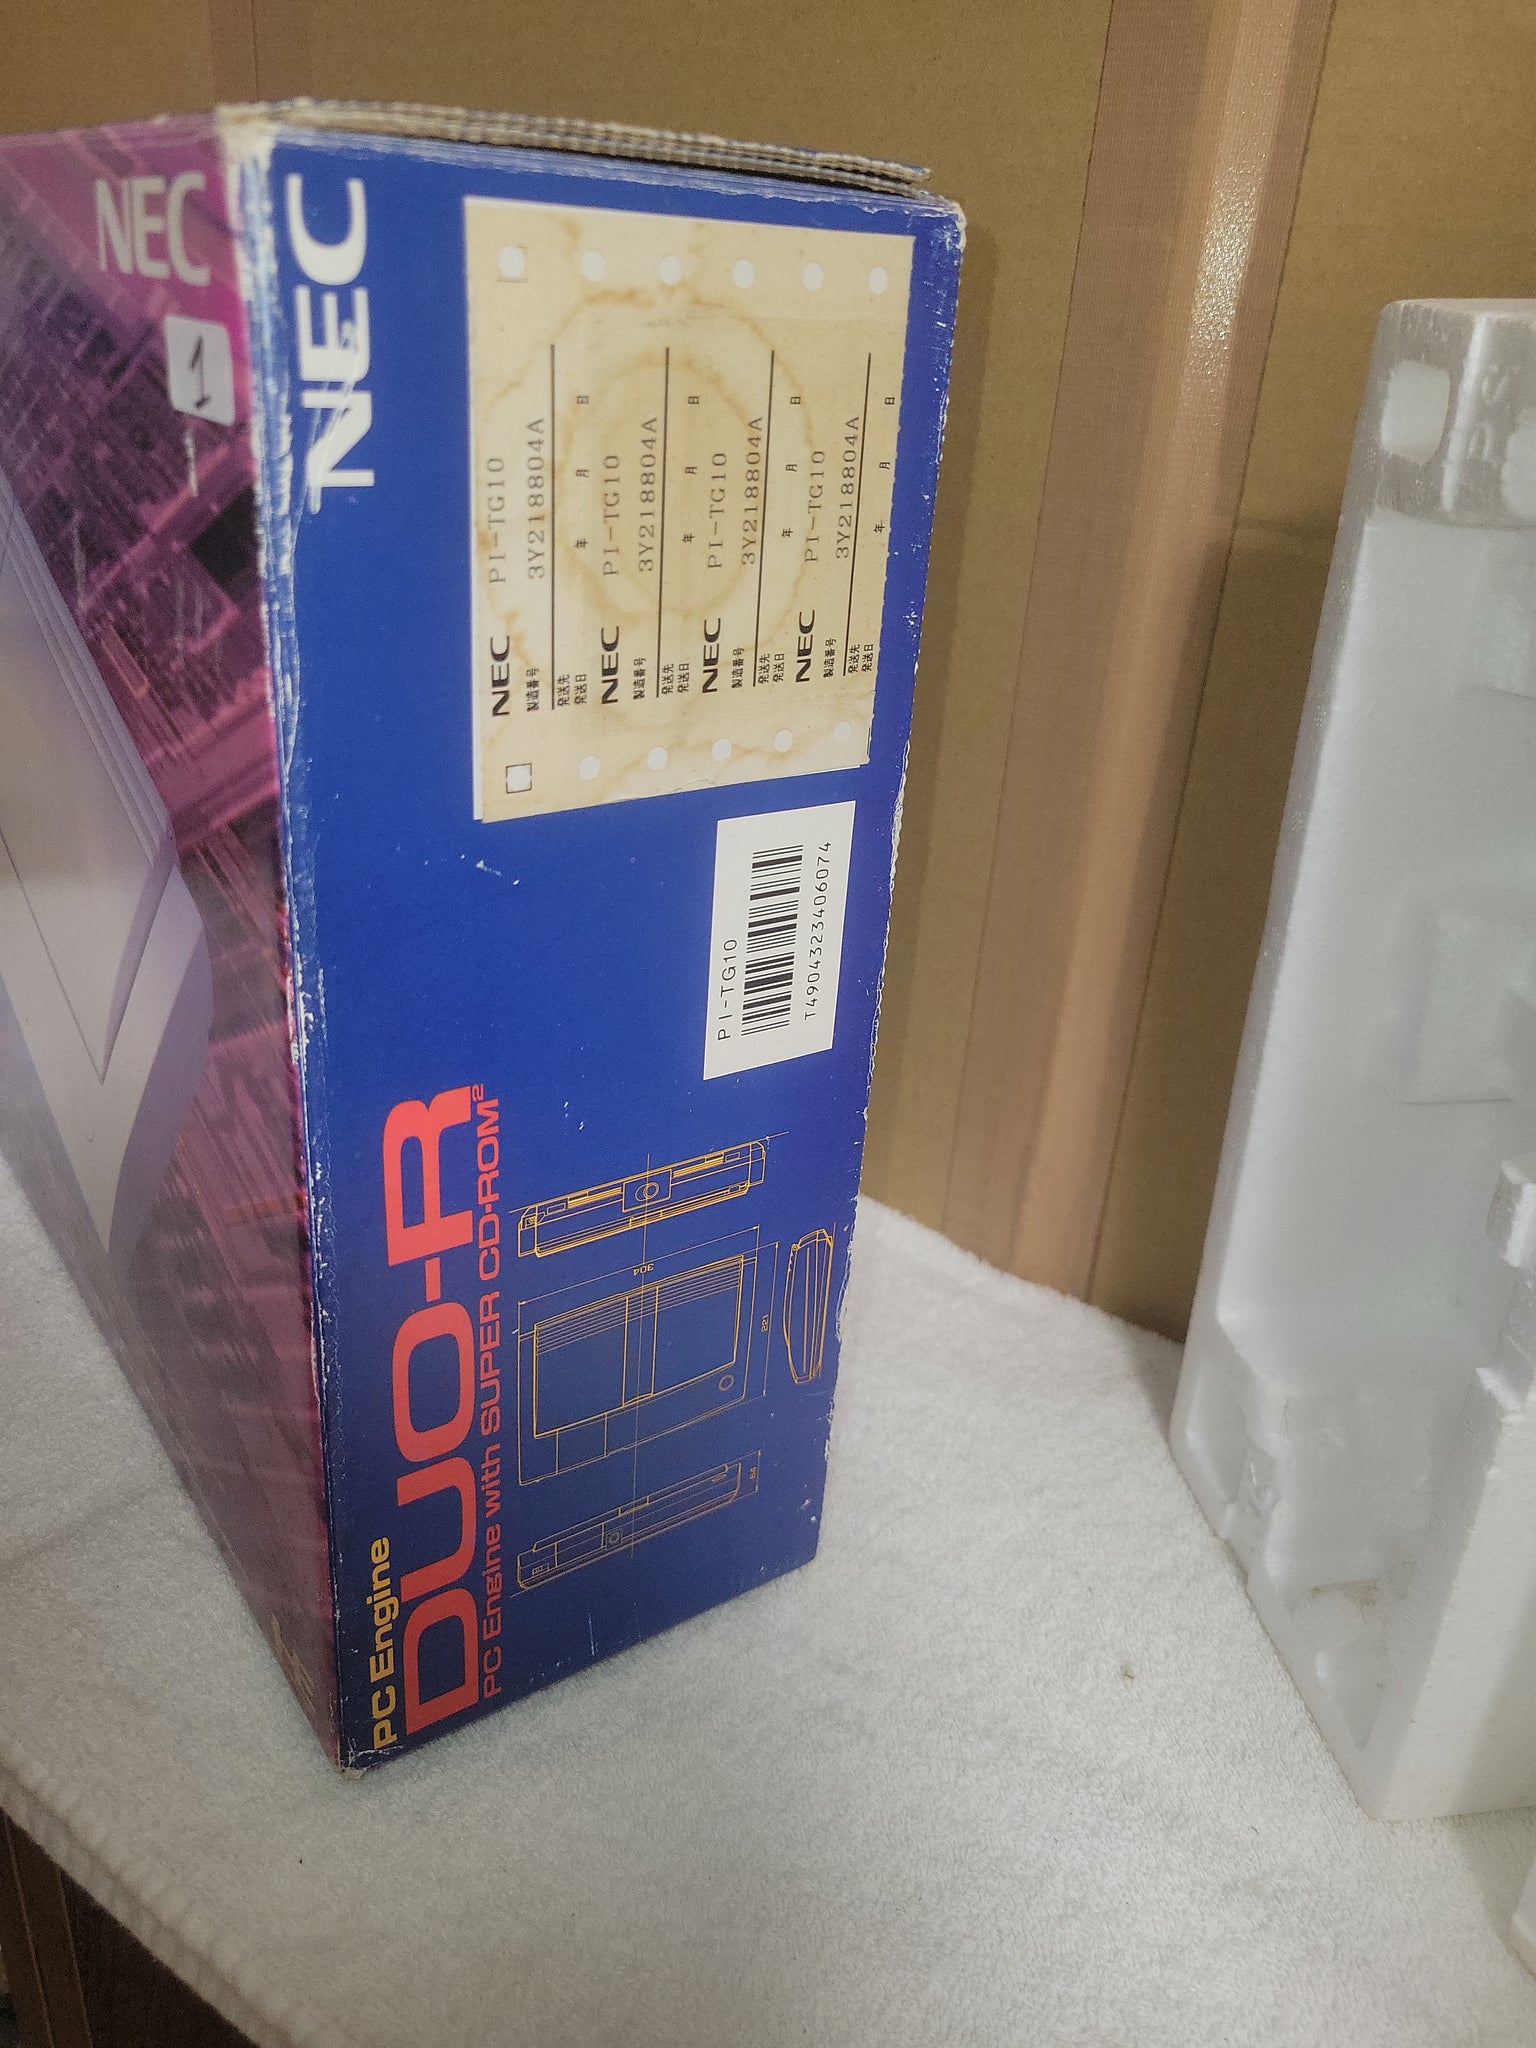 NEC
1
NEC
NEC PI-TG10
製造番号 3Y218804A
発送先
発送日 年 月 日
NEC PI-TG10
製造番号 3Y218804A
発送先
発送日 年 月 日
NEC PI-TG10
製造番号 3Y218804A
発送先
発送日 年 月 日
NEC PI-TG10
製造番号 3Y218804A
発送先
発送日 年 月 日
PI-TG10
T4904323406074
PC Engine
DUO-R
PC Engine with SUPER CD-ROM²
304
221
64